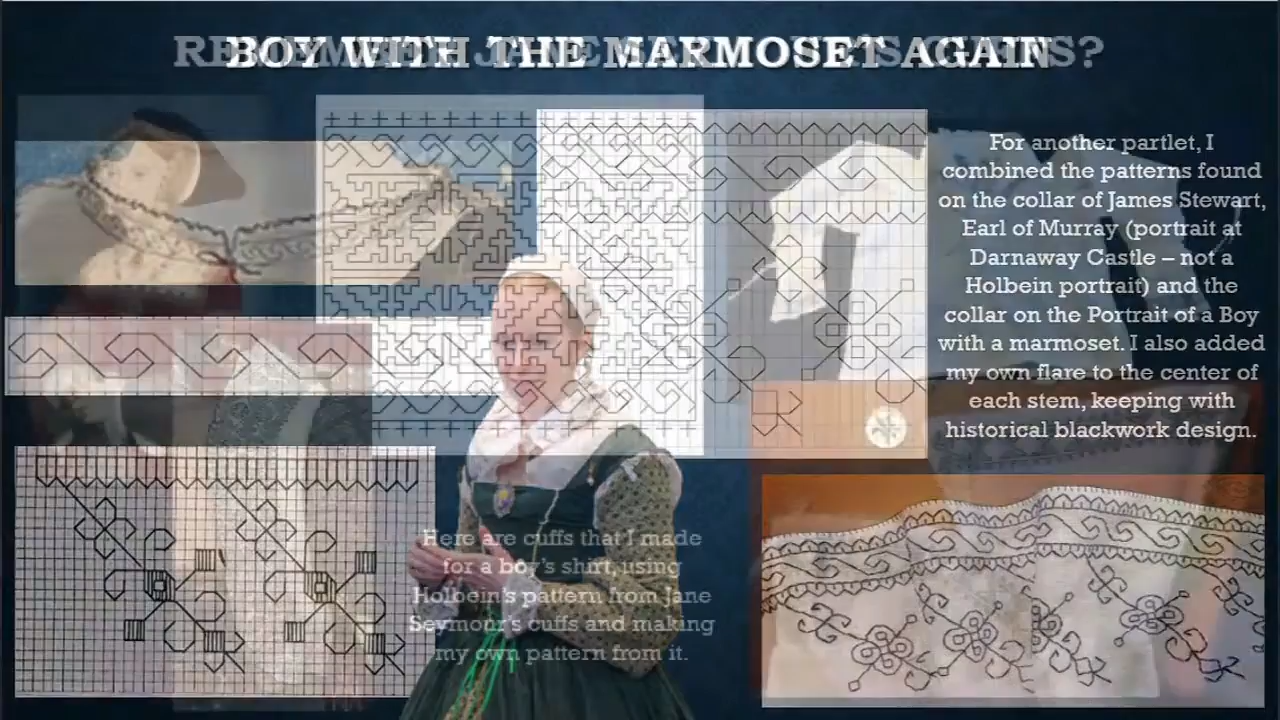 BOY WITH THE MARMOSET AGAIN
For another partlet, I
combined the patterns found
on the collar of James Stewart,
Earl of Murray (portrait at
Darnaway Castle – not a
Holbein portrait) and the
collar on the Portrait of a Boy
with a marmoset. I also added
my own flare to the center of
each stem, keeping with
historical blackwork design.
Here are cuffs that I made
for a boy's shirt, using
Holbein's pattern from Jane
Seymour's cuffs and making
my own pattern from it.